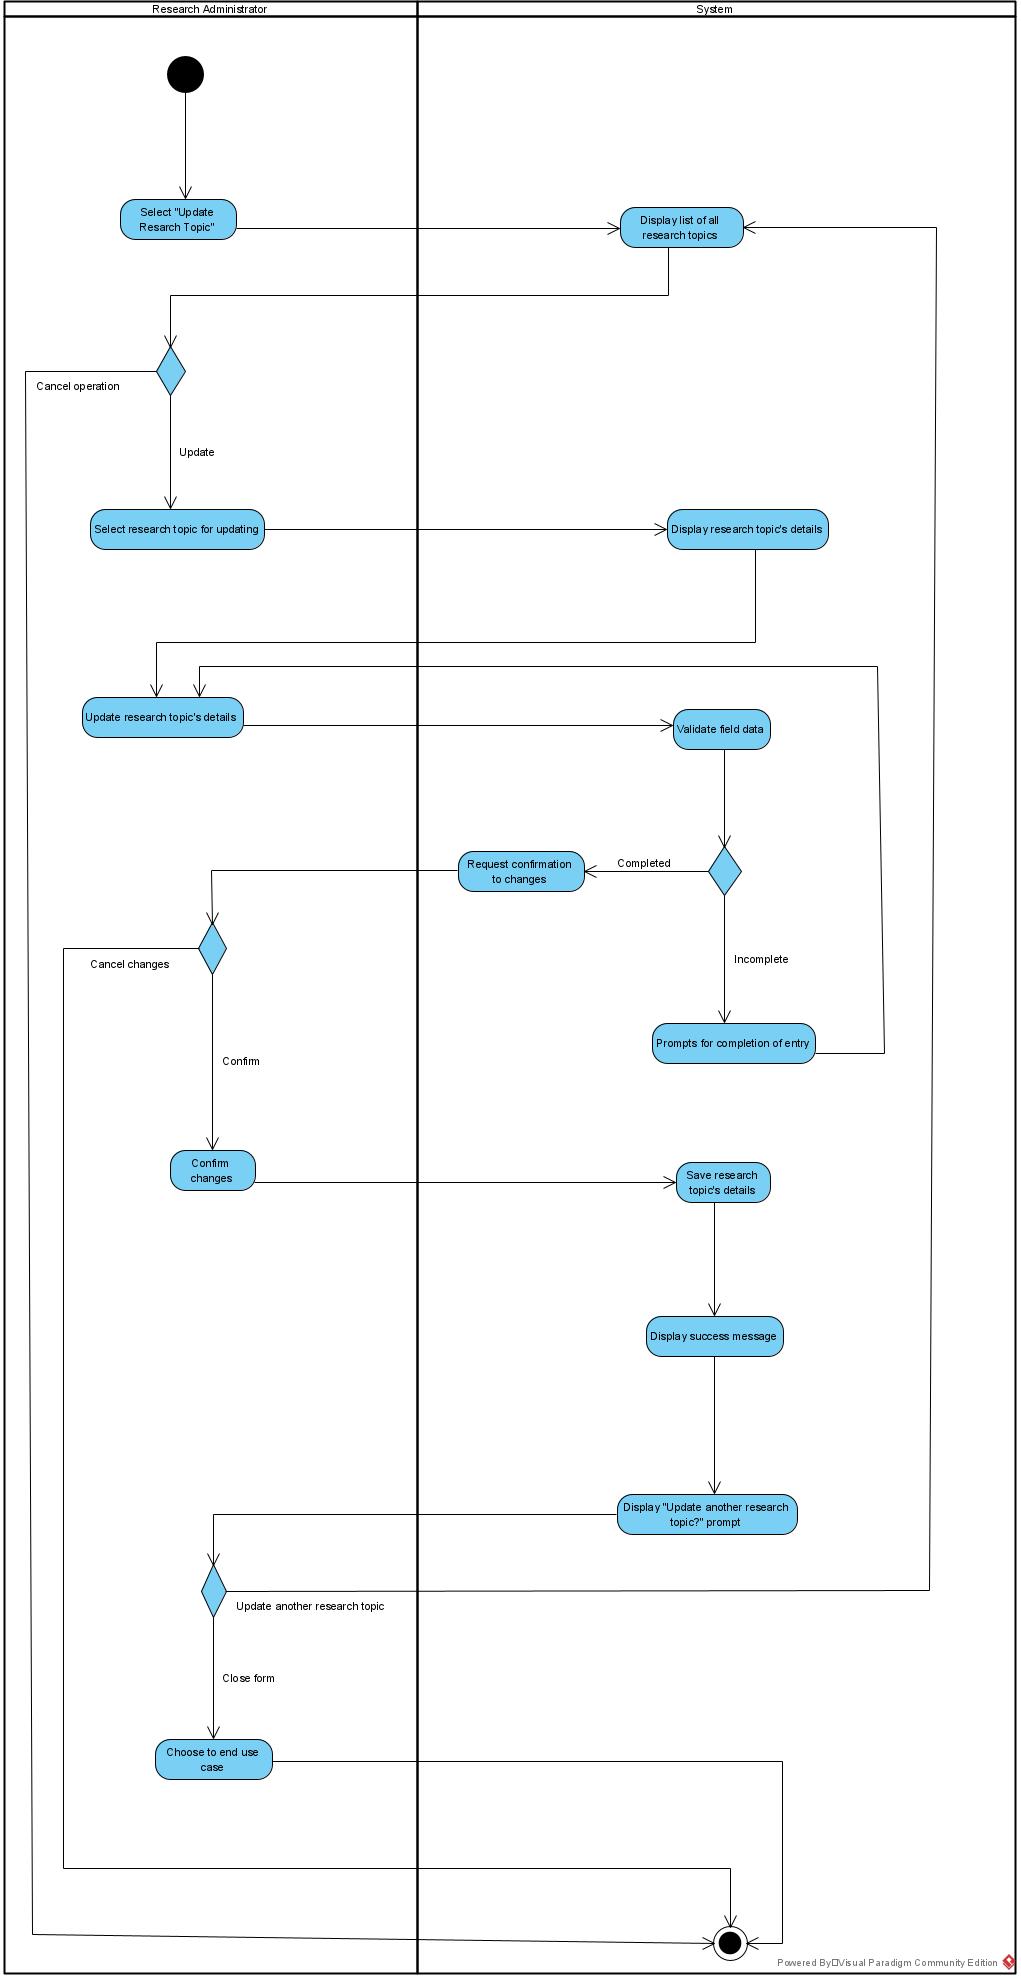 Research Administrator
System
Select "Update
Resarch Topic"
Display list of all
research topics
Cancel operation
Update
Select research topic for updating
Display research topic's details
Update research topic's details
Validate field data
Request confirmation
to changes
Completed
Cancel changes
Incomplete
Prompts for completion of entry
Confirm
Confirm
changes
Save research
topic's details
Display success message
Display "Update another research
topic?" prompt
Update another research topic
Close form
Choose to end use
case
Powered By Visual Paradigm Community Edition